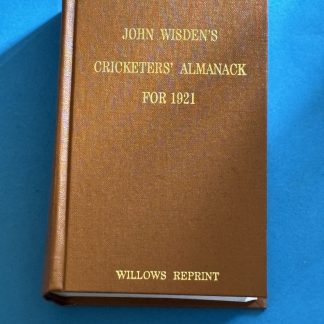 JOHN WISDEN'S
CRICKETERS' ALMANACK
FOR 1921
WILLOWS REPRINT